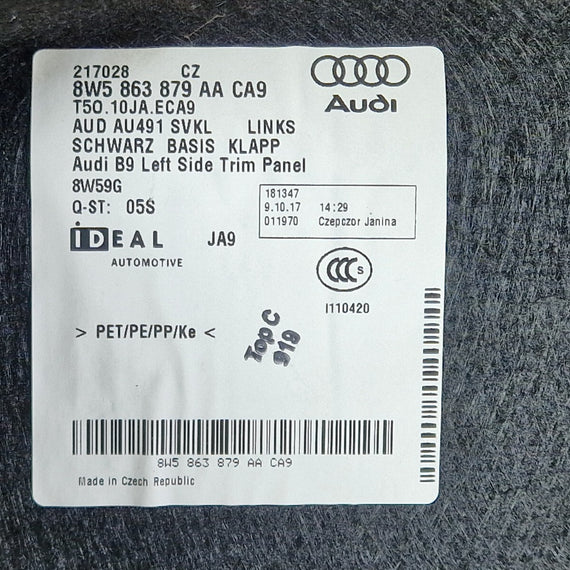 217028 CZ
8W5 863 879 AA CA9
T50.10JA.ECA9
AUD AU491 SVKL LINKS
SCHWARZ BASIS KLAPP
Audi B9 Left Side Trim Panel
8W59G
Q-ST: 05S
Audi
181347
9.10.17 14:29
011970 Czepczor Janina
iDEAL JA9
AUTOMOTIVE
CCC S
I110420
> PET/PE/PP/Ke <
Top C
919
8W5 863 879 AA CA9
Made in Czech Republic